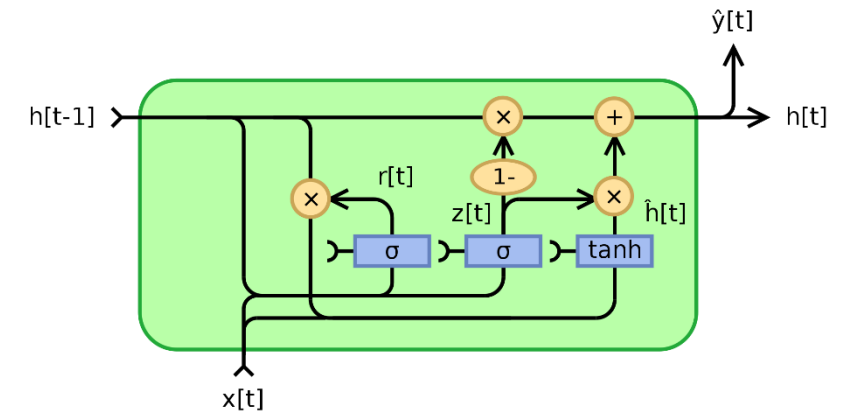 ŷ[t]
h[t-1]
×
+
h[t]
1-
r[t]
×
×
z[t]
ĥ[t]
σ
σ
tanh
x[t]